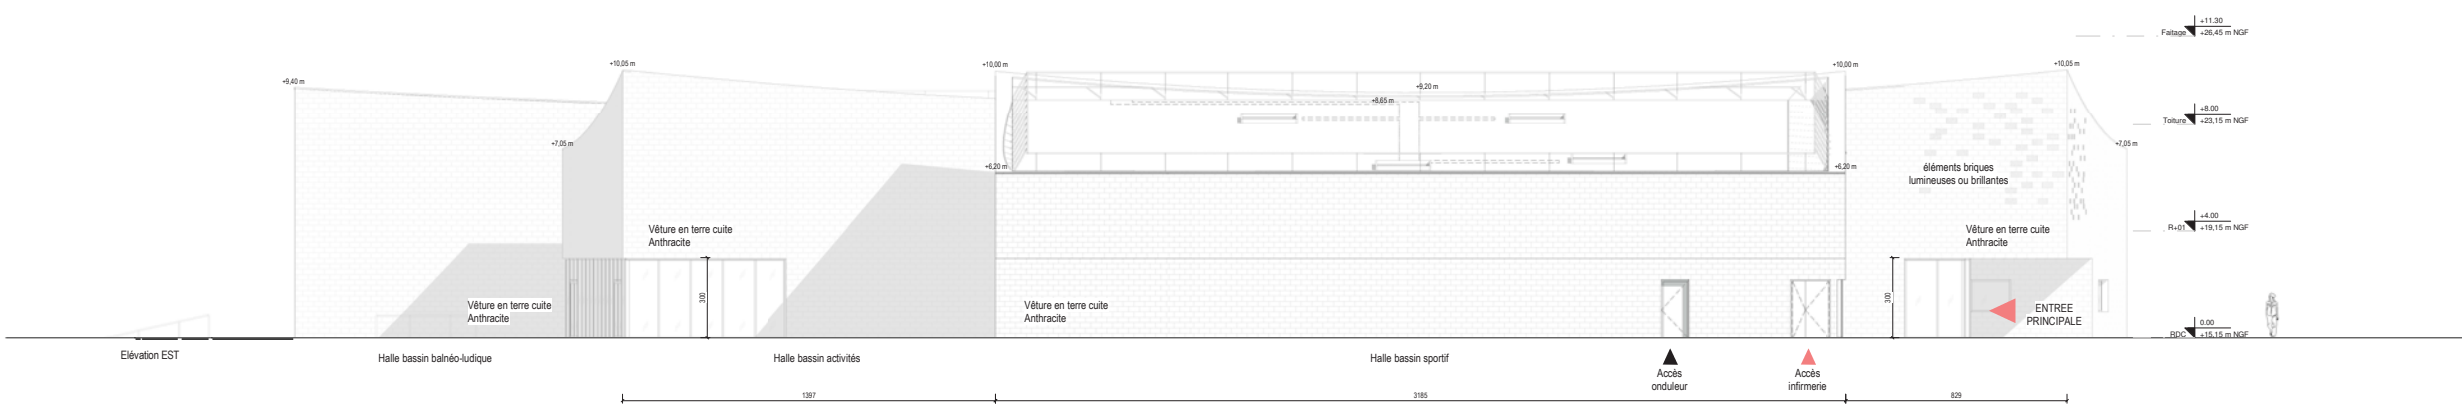 +11.30
Faitage +26,45 m NGF
+10,05 m
+10,00 m
+10,00 m
+10,05 m
+9,40 m
+9,20 m
+8,65 m
+8.00
Toiture +23,15 m NGF
+7,05 m
+7,05 m
+6,20 m
+6,20 m
éléments briques
lumineuses ou brillantes
+4.00
R+01 +19,15 m NGF
Vêture en terre cuite
Anthracite
Vêture en terre cuite
Anthracite
300
300
Vêture en terre cuite
Anthracite
Vêture en terre cuite
Anthracite
ENTREE
PRINCIPALE
0.00
RDC +15,15 m NGF
Elévation EST
Halle bassin balnéo-ludique
Halle bassin activités
Halle bassin sportif
Accès
onduleur
Accès
infirmerie
1397
3185
829